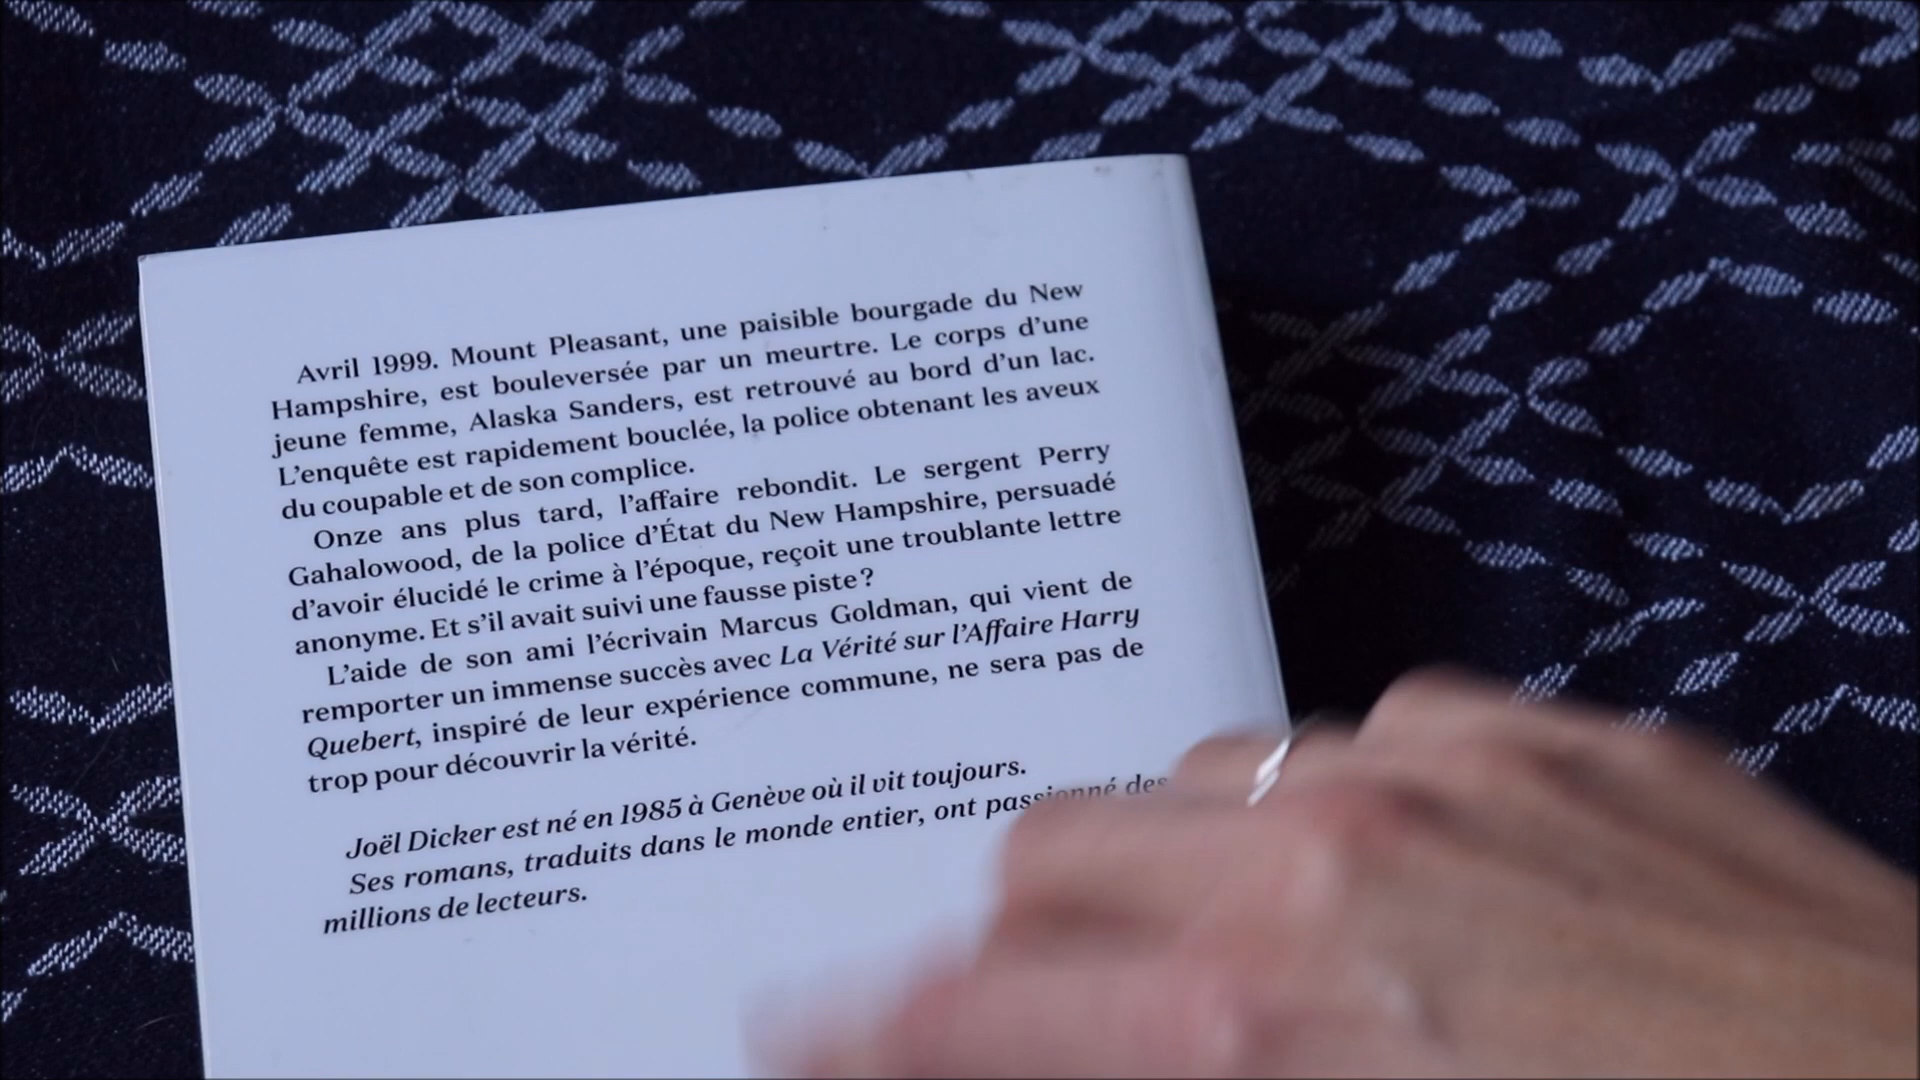 Avril 1999. Mount Pleasant, une paisible bourgade du New
Hampshire, est bouleversée par un meurtre. Le corps d’une
jeune femme, Alaska Sanders, est retrouvé au bord d’un lac.
L’enquête est rapidement bouclée, la police obtenant les aveux
du coupable et de son complice.
Onze ans plus tard, l’affaire rebondit. Le sergent Perry
Gahalowood, de la police d’État du New Hampshire, persuadé
d’avoir élucidé le crime à l’époque, reçoit une troublante lettre
anonyme. Et s’il avait suivi une fausse piste ?
L’aide de son ami l’écrivain Marcus Goldman, qui vient de
remporter un immense succès avec La Vérité sur l’Affaire Harry
Quebert, inspiré de leur expérience commune, ne sera pas de
trop pour découvrir la vérité.
Joël Dicker est né en 1985 à Genève où il vit toujours.
Ses romans, traduits dans le monde entier, ont passionné des
millions de lecteurs.